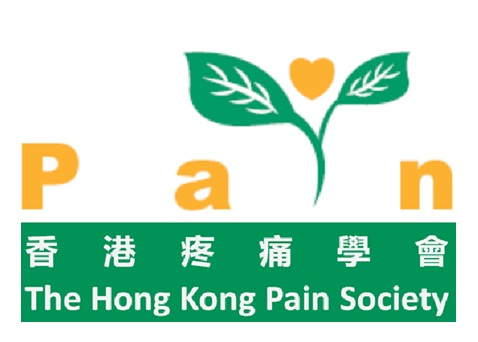 Pain
香港疼痛學會
The Hong Kong Pain Society